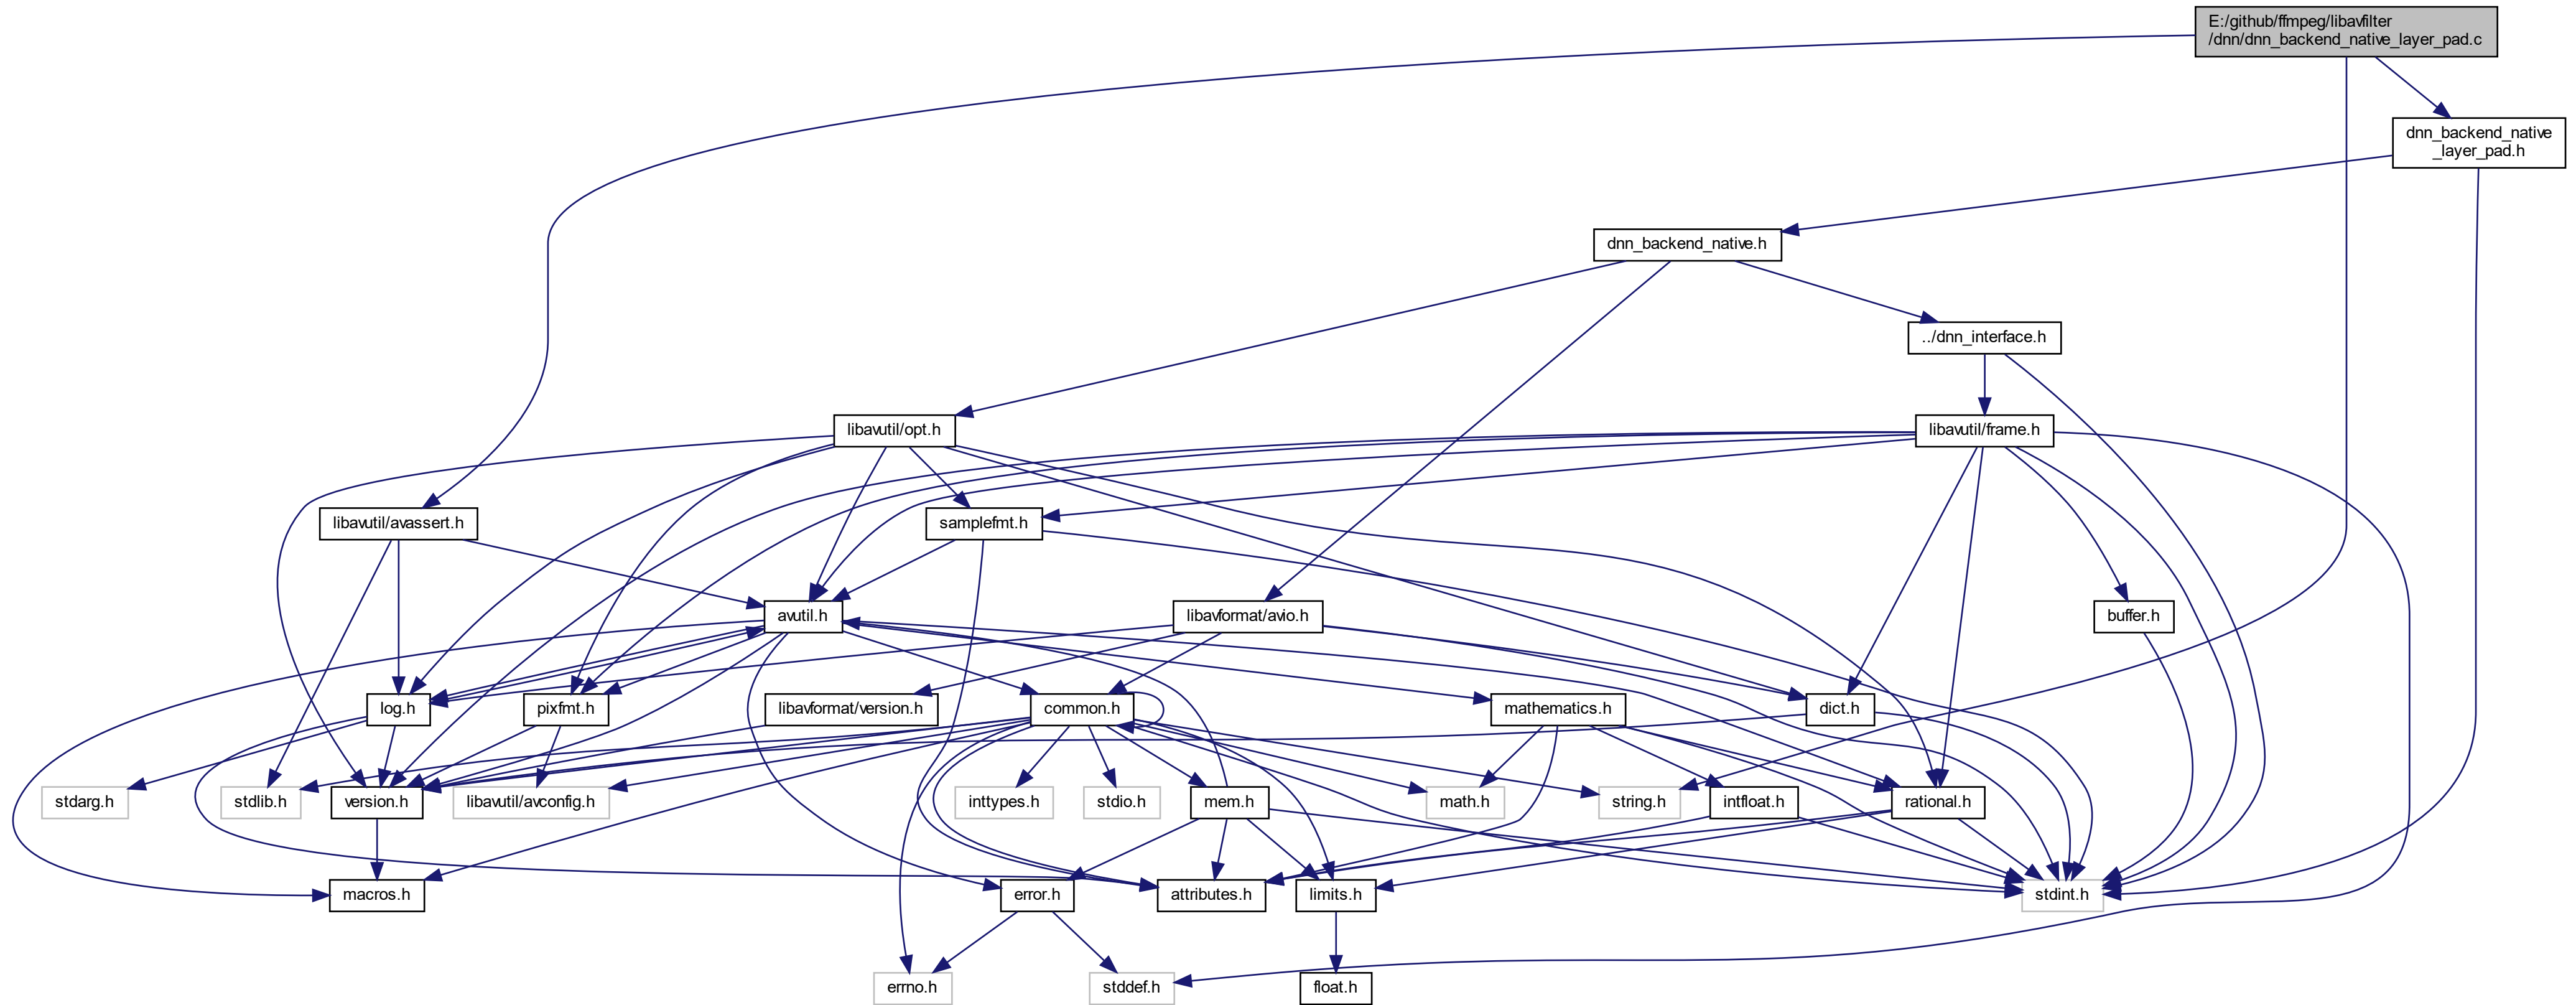 E:/github/ffmpeg/libavfilter
/dnn/dnn_backend_native_layer_pad.c
dnn_backend_native
_layer_pad.h
dnn_backend_native.h
../dnn_interface.h
libavutil/opt.h
libavutil/frame.h
libavutil/avassert.h
samplefmt.h
avutil.h
libavformat/avio.h
buffer.h
log.h
pixfmt.h
libavformat/version.h
common.h
mathematics.h
dict.h
stdarg.h
stdlib.h
version.h
libavutil/avconfig.h
inttypes.h
stdio.h
mem.h
math.h
string.h
intfloat.h
rational.h
macros.h
error.h
attributes.h
limits.h
stdint.h
errno.h
stddef.h
float.h